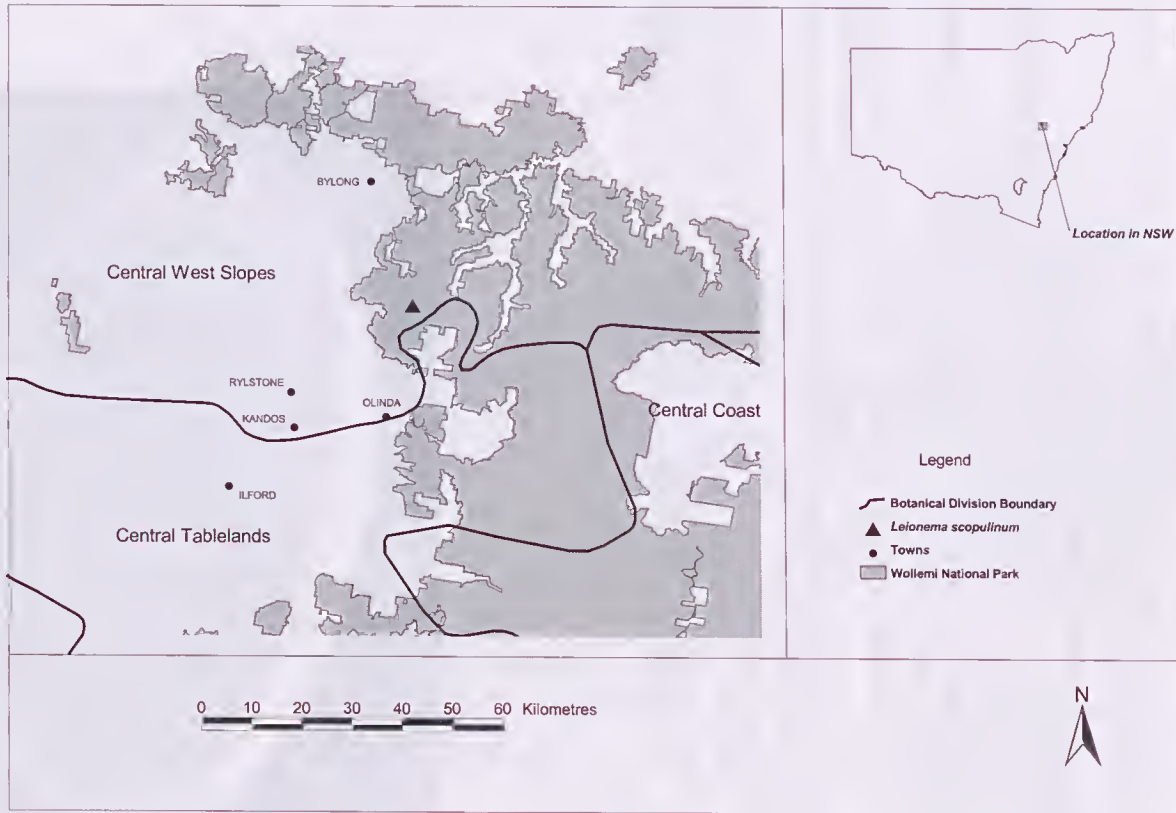 BYLONG
Central West Slopes
RYLSTONE
KANDOS
OLINDA
Central Coast
ILFORD
Central Tablelands
Location in NSW
Legend
Botanical Division Boundary
Leionema scopulinum
Towns
Wollemi National Park
0 10 20 30 40 50 60 Kilometres
N